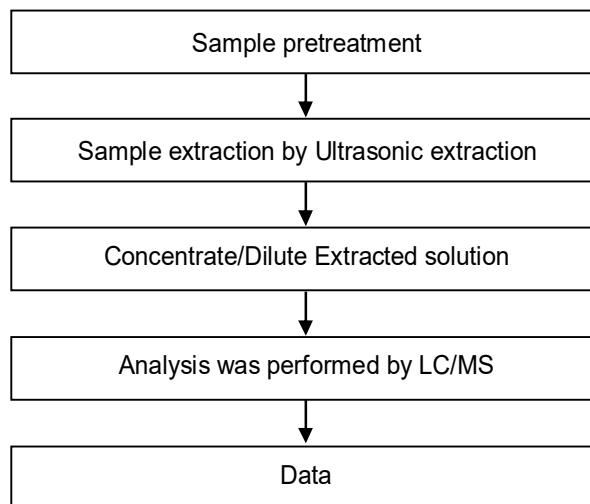 Sample pretreatment
Sample extraction by Ultrasonic extraction
Concentrate/Dilute Extracted solution
Analysis was performed by LC/MS
Data